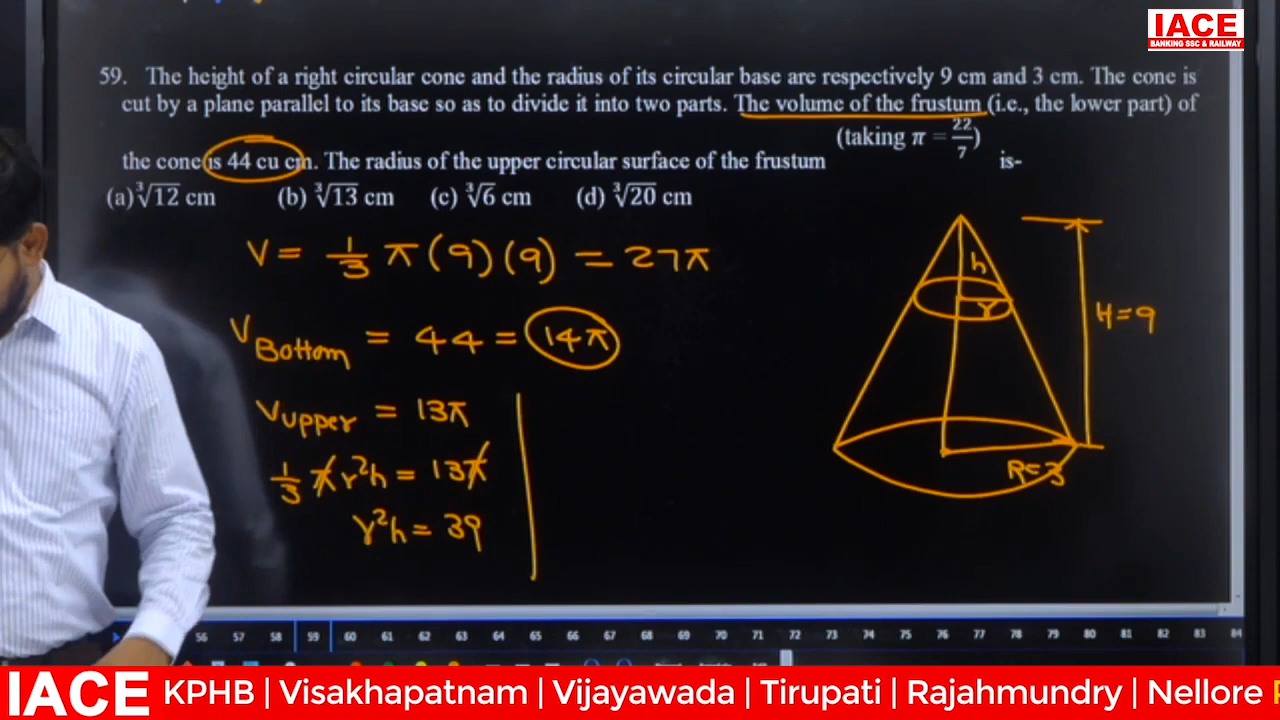 IACE
BANKING SSC & RAILWAY
59. The height of a right circular cone and the radius of its circular base are respectively 9 cm and 3 cm. The cone is
cut by a plane parallel to its base so as to divide it into two parts. The volume of the frustum (i.e., the lower part) of
the cone is 44 cu cm. The radius of the upper circular surface of the frustum (taking π = 22/7) is-
(a) ∛12 cm (b) ∛13 cm (c) ∛6 cm (d) ∛20 cm
V = 1/3 π (9) (9) = 27π
V Bottom = 44 = 14π
V upper = 13π
1/3 π r²h = 13π
r²h = 39
h
r
H = 9
R = 3
56 57 58 59 60 61 62 63 64 65 66 67 68 69 70 71 72 73 74 75 76 77 78 79 80 81 82 83 84
IACE KPHB | Visakhapatnam | Vijayawada | Tirupati | Rajahmundry | Nellore